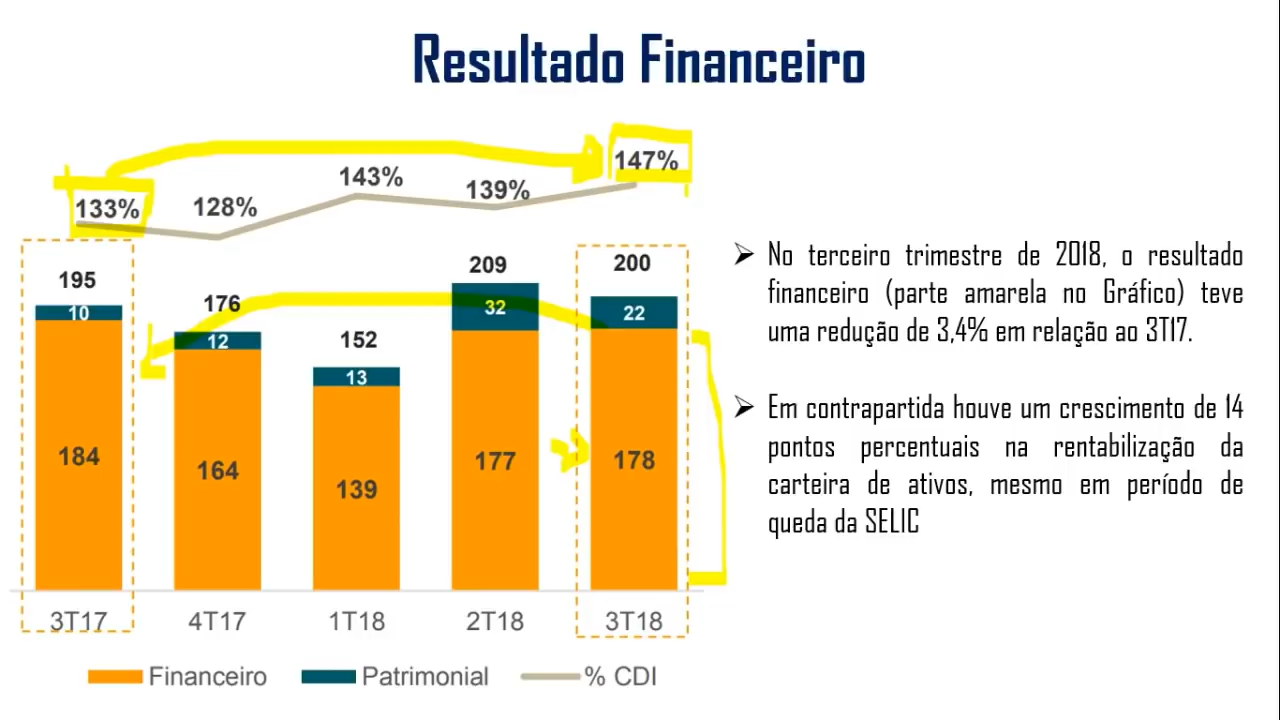 Resultado Financeiro
133%
128%
143%
139%
147%
195
176
152
209
200
10
12
13
32
22
184
164
139
177
178
3T17
4T17
1T18
2T18
3T18
Financeiro
Patrimonial
% CDI
➢ No terceiro trimestre de 2018, o resultado
financeiro (parte amarela no Gráfico) teve
uma redução de 3,4% em relação ao 3T17.
➢ Em contrapartida houve um crescimento de 14
pontos percentuais na rentabilização da
carteira de ativos, mesmo em período de
queda da SELIC